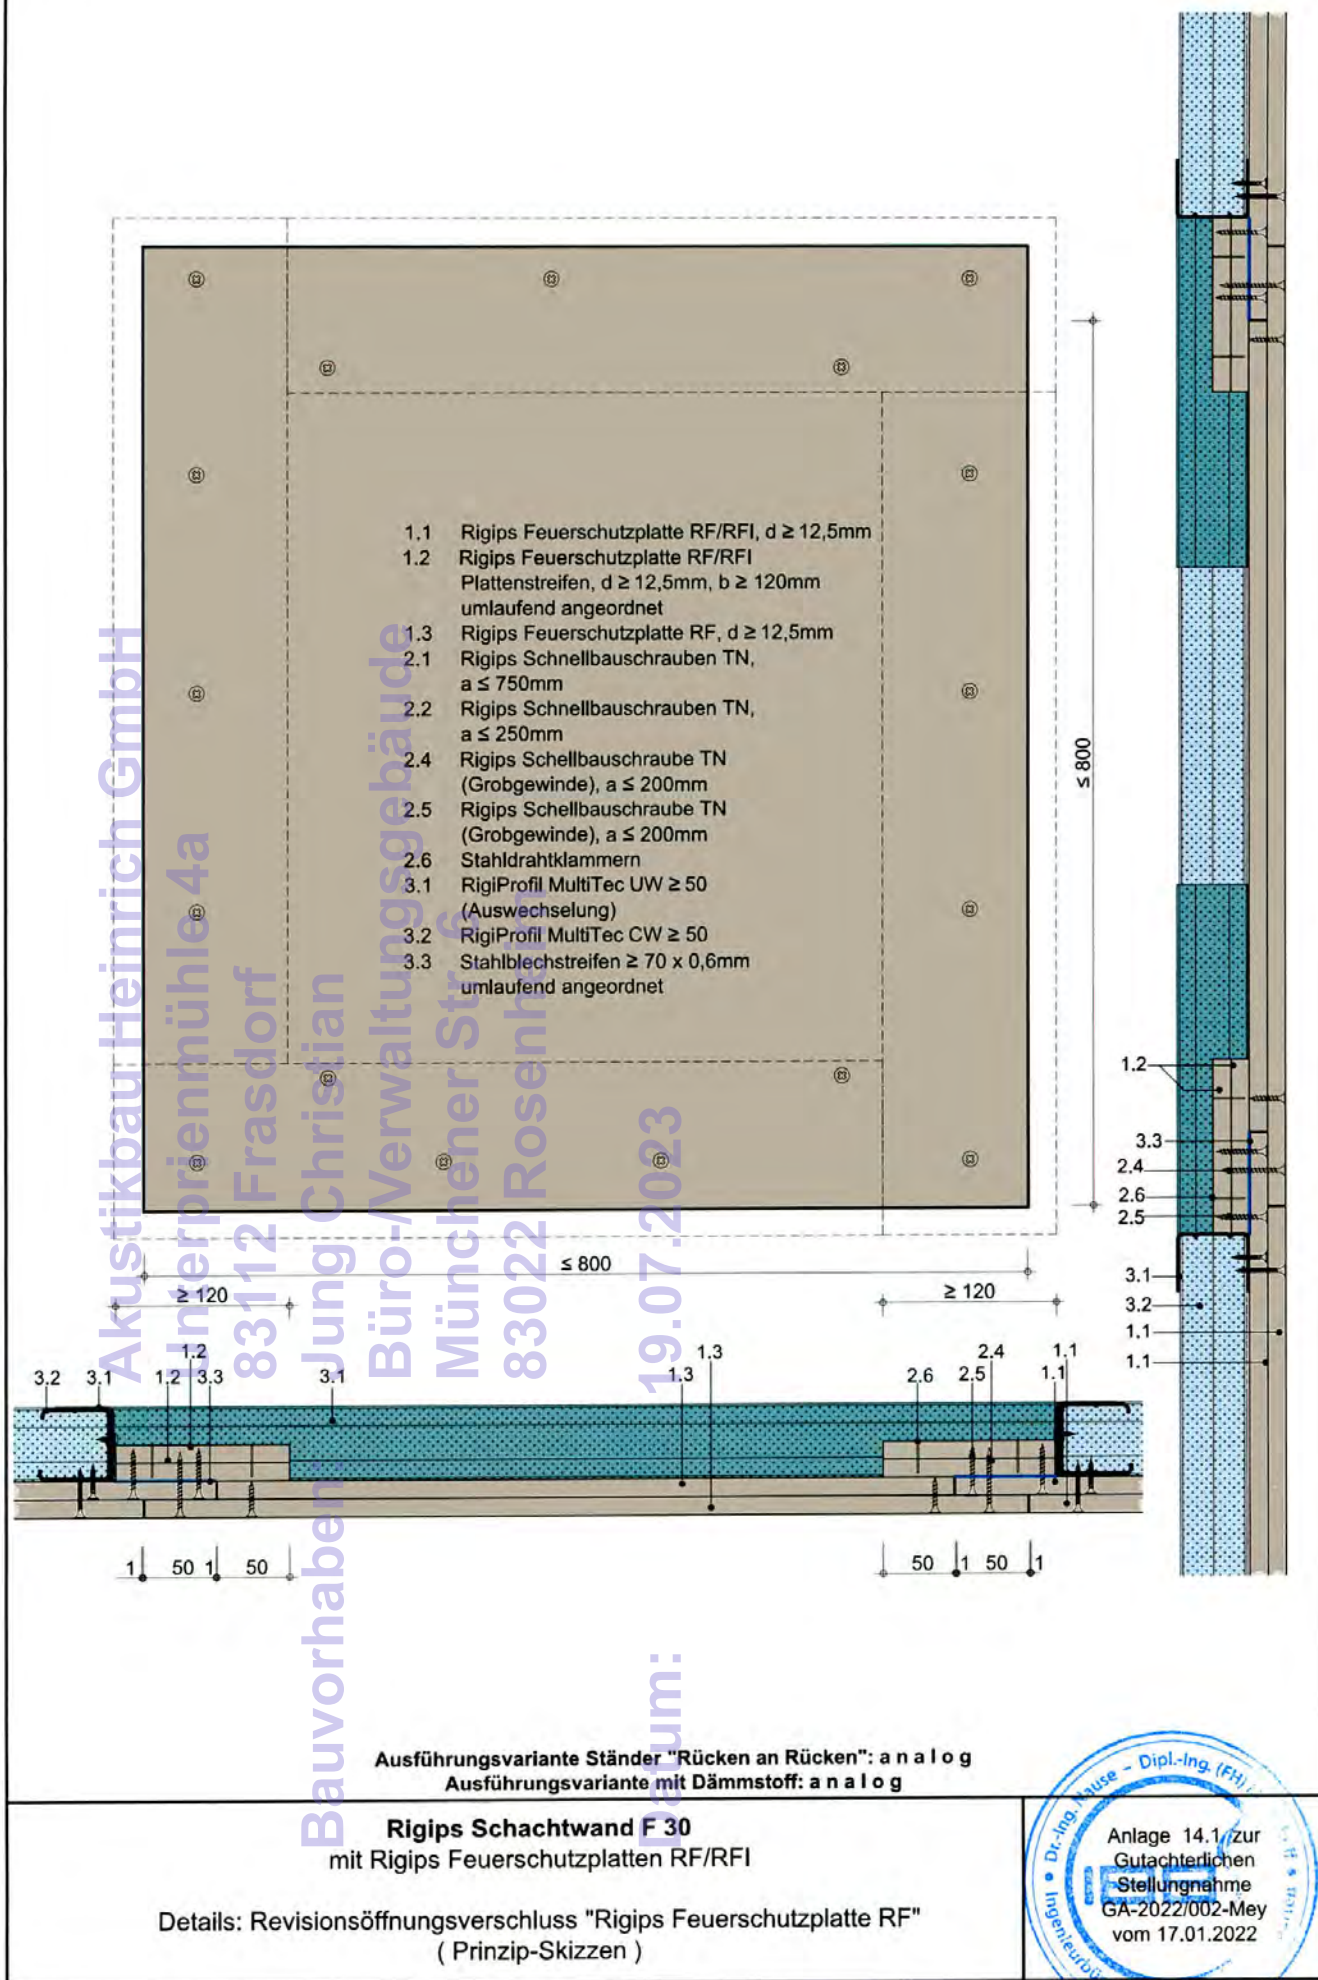 1.1 Rigips Feuerschutzplatte RF/RFI, d ≥ 12,5mm
1.2 Rigips Feuerschutzplatte RF/RFI
Plattenstreifen, d ≥ 12,5mm, b ≥ 120mm
umlaufend angeordnet
1.3 Rigips Feuerschutzplatte RF, d ≥ 12,5mm
2.1 Rigips Schnellbauschrauben TN,
a ≤ 750mm
2.2 Rigips Schnellbauschrauben TN,
a ≤ 250mm
2.4 Rigips Schellbauschraube TN
(Grobgewinde), a ≤ 200mm
2.5 Rigips Schellbauschraube TN
(Grobgewinde), a ≤ 200mm
2.6 Stahldrahtklammern
3.1 RigiProfil MultiTec UW ≥ 50
(Auswechselung)
3.2 RigiProfil MultiTec CW ≥ 50
3.3 Stahlblechstreifen ≥ 70 x 0,6mm
umlaufend angeordnet
≤ 800
1.2
3.3
2.4
2.6
2.5
3.1
3.2
1.1
1.1
≤ 800
≥ 120
≥ 120
3.2 3.1 1.2 1.2 3.3 3.1 1.3 1.3 2.6 2.5 2.4 1.1 1.1
1 50 1 50
50 1 50 1
Akustikbau Heinrich GmbH
Unterprienmühle 4a
83112 Frasdorf
Bauvorhaben: Jung Christian
Büro-/Verwaltungsgebäude
Münchener Str. 6
83022 Rosenheim
Datum: 19.07.2023
Ausführungsvariante Ständer "Rücken an Rücken": a n a l o g
Ausführungsvariante mit Dämmstoff: a n a l o g
Rigips Schachtwand F 30
mit Rigips Feuerschutzplatten RF/RFI
Details: Revisionsöffnungsverschluss "Rigips Feuerschutzplatte RF"
( Prinzip-Skizzen )
Anlage 14.1 zur
Gutachterlichen
Stellungnahme
GA-2022/002-Mey
vom 17.01.2022
Dr.-Ing. Nause – Dipl.-Ing. (FH)